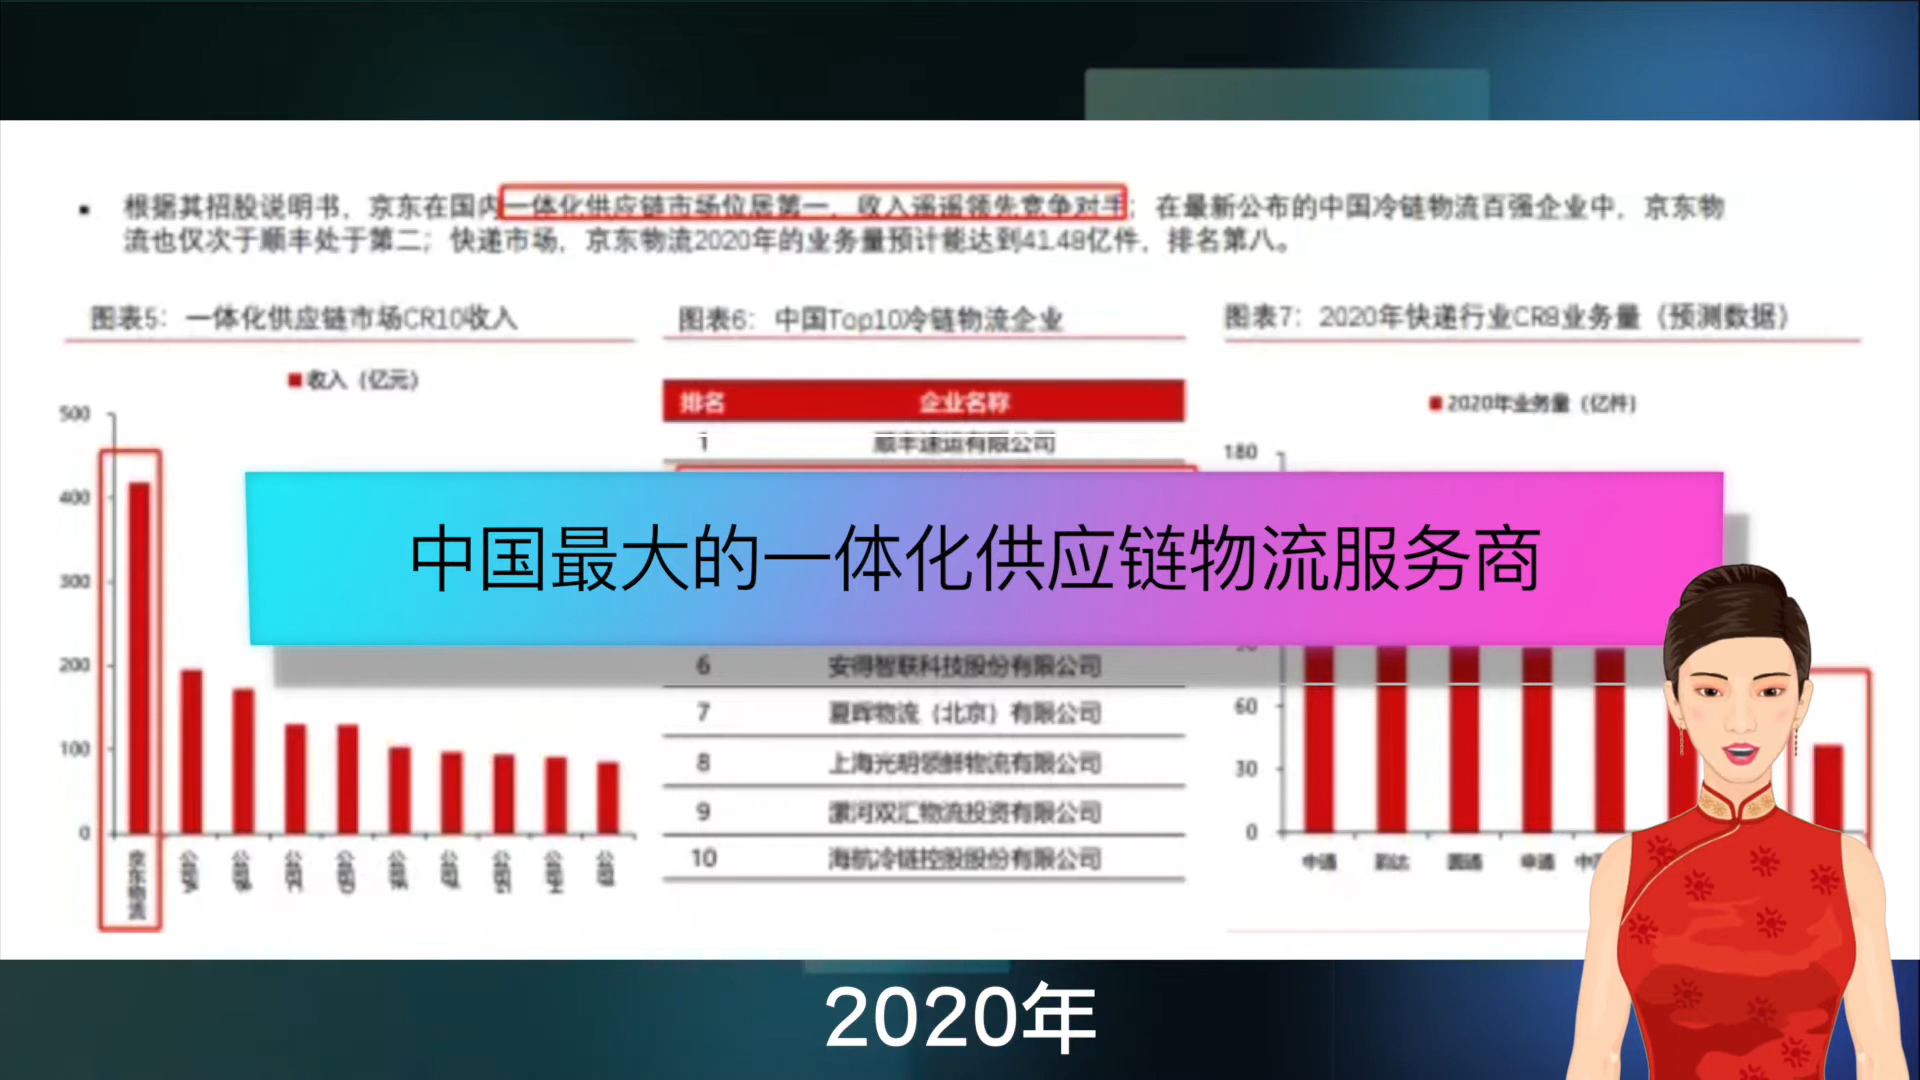 ▪ 根据其招股说明书，京东在国内一体化供应链市场位居第一，收入遥遥领先竞争对手；在最新公布的中国冷链物流百强企业中，京东物
流也仅次于顺丰处于第二；快递市场，京东物流2020年的业务量预计能达到41.48亿件，排名第八。
图表5：一体化供应链市场CR10收入
收入（亿元）
500
400
300
200
100
0
京东物流
图表6：中国Top10冷链物流企业
排名 企业名称
1 顺丰速运有限公司
6 安得智联科技股份有限公司
7 夏晖物流（北京）有限公司
8 上海光明领鲜物流有限公司
9 漯河双汇物流投资有限公司
10 海航冷链控股股份有限公司
图表7：2020年快递行业CR8业务量（预测数据）
2020年业务量（亿件）
180
60
30
0
中通 韵达 圆通 申通
中国最大的一体化供应链物流服务商
2020年